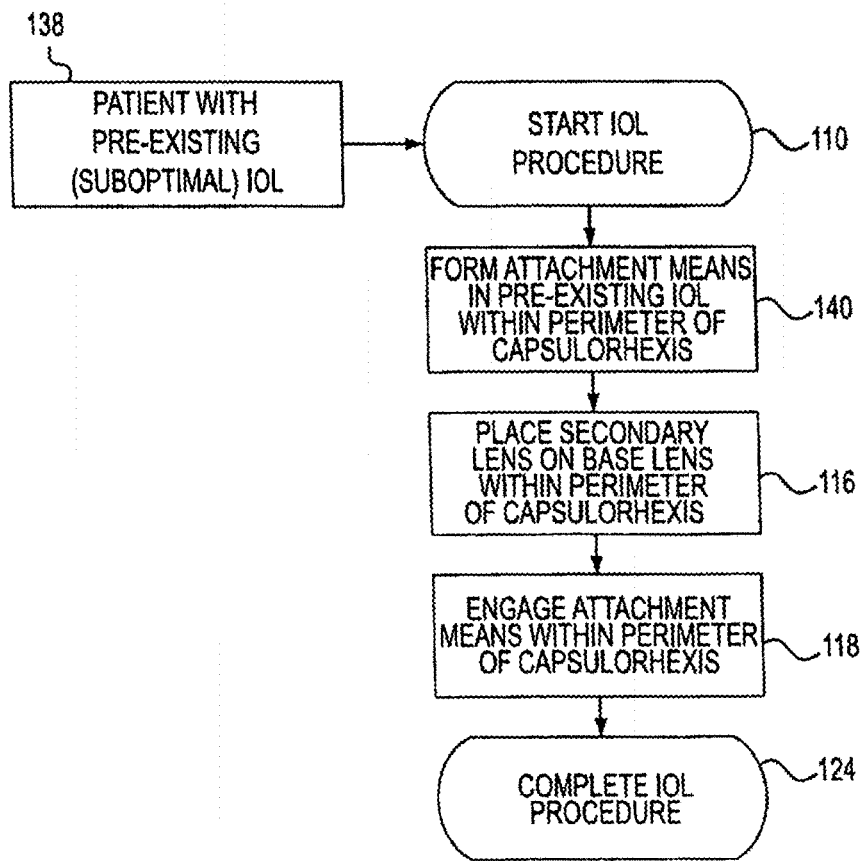 138
PATIENT WITH
PRE-EXISTING
(SUBOPTIMAL) IOL
START IOL
PROCEDURE
110
FORM ATTACHMENT MEANS
IN PRE-EXISTING IOL
WITHIN PERIMETER OF
CAPSULORHEXIS
140
PLACE SECONDARY
LENS ON BASE LENS
WITHIN PERIMETER
OF CAPSULORHEXIS
116
ENGAGE ATTACHMENT
MEANS WITHIN PERIMETER
OF CAPSULORHEXIS
118
COMPLETE IOL
PROCEDURE
124